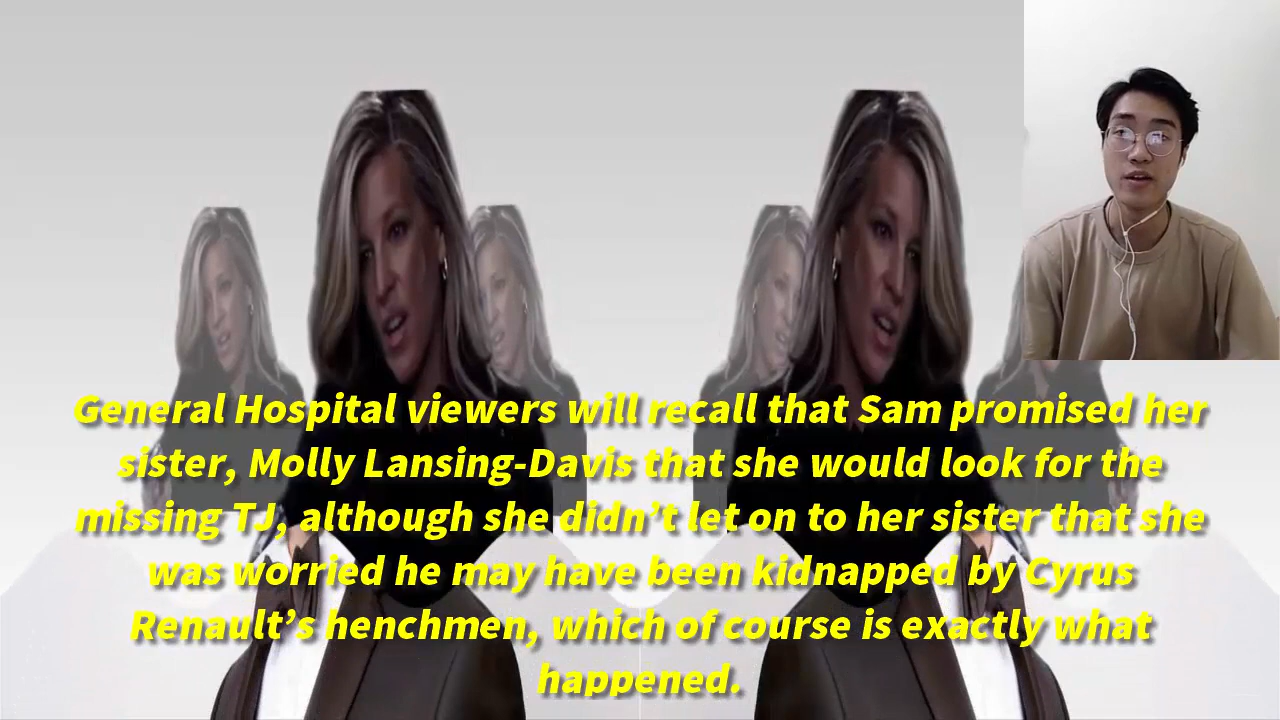 General Hospital viewers will recall that Sam promised her
sister, Molly Lansing-Davis that she would look for the
missing TJ, although she didn’t let on to her sister that she
was worried he may have been kidnapped by Cyrus
Renault’s henchmen, which of course is exactly what
happened.